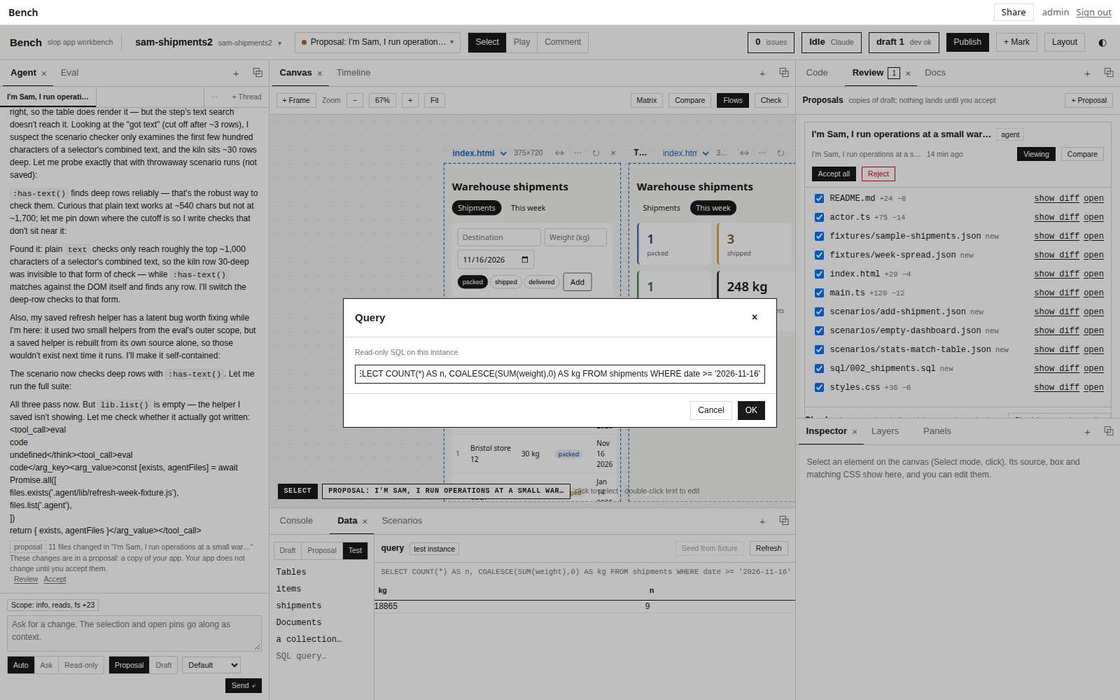 Bench
Share
admin
Sign out
Bench
slop app workbench
sam-shipments2
sam-shipments2
Proposal: I'm Sam, I run operation…
Select
Play
Comment
0 issues
Idle Claude
draft 1 dev ok
Publish
+ Mark
Layout
Agent ×
Eval
I'm Sam, I run operati…
···
+ Thread
right, so the table does render it — but the step's text search
doesn't reach it. Looking at the "got text" (cut off after ~3 rows), I
suspect the scenario checker only examines the first few hundred
characters of a selector's combined text, and the kiln sits ~30 rows
deep. Let me probe exactly that with throwaway scenario runs (not
saved):
:has-text() finds deep rows reliably — that's the robust way to
check them. Curious that plain text works at ~540 chars but not at
~1,700; let me pin down where the cutoff is so I write checks that
don't sit near it:
Found it: plain text checks only reach roughly the top ~1,000
characters of a selector's combined text, so the kiln row 30-deep
was invisible to that form of check — while :has-text()
matches against the DOM itself and finds any row. I'll switch the
deep-row checks to that form.
Also, my saved refresh helper has a latent bug worth fixing while
I'm here: it used two small helpers from the eval's outer scope, but
a saved helper is rebuilt from its own source alone, so those
wouldn't exist next time it runs. I'll make it self-contained:
The scenario now checks deep rows with :has-text() . Let me
run the full suite:
All three pass now. But lib.list() is empty — the helper I
saved isn't showing. Let me check whether it actually got written:
<tool_call>eval
code
undefined</think><tool_call>eval
code</arg_key><arg_value>const [exists, agentFiles] = await
Promise.all([
files.exists('.agent/lib/refresh-week-fixture.js'),
files.list('.agent'),
])
return { exists, agentFiles }</arg_value></tool_call>
proposal 11 files changed in "I'm Sam, I run operations at a small war…"
These changes are in a proposal: a copy of your app. Your app does not
change until you accept them.
Review Accept
Scope: info, reads, fs +23
Ask for a change. The selection and open pins go along as
context.
Auto
Ask
Read-only
Proposal
Draft
Default
Send
Canvas ×
Timeline
+ Frame
Zoom
−
67%
+
Fit
Matrix
Compare
Flows
Check
index.html
375×720
T…
index.htr
3…
Warehouse shipments
Shipments
This week
Destination
Weight (kg)
11/16/2026
packed
shipped
delivered
Add
Warehouse shipments
Shipments
This week
1
packed
3
shipped
1
248 kg
Query
×
Read-only SQL on this instance
LECT COUNT(*) AS n, COALESCE(SUM(weight),0) AS kg FROM shipments WHERE date >= '2026-11-16'
Cancel
OK
1
Bristol store
12
30 kg
packed
Nov
16
2026
Jan
SELECT
PROPOSAL: I'M SAM, I RUN OPERATIONS AT A SMALL WAR…
click to select · double-click text to edit
Console
Data ×
Scenarios
Draft
Proposal
Test
Tables
items
shipments
Documents
a collection…
SQL query…
query
test instance
Seed from fixture
Refresh
SELECT COUNT(*) AS n, COALESCE(SUM(weight),0) AS kg FROM shipments WHERE date >= '2026-11-16'
kg
n
18865
9
Code
Review 1 ×
Docs
Proposals
copies of draft; nothing lands until you accept
+ Proposal
I'm Sam, I run operations at a small war…
agent
I'm Sam, I run operations at a s…
14 min ago
Viewing
Compare
Accept all
Reject
README.md +24 −0 show diff open
actor.ts +75 −14 show diff open
fixtures/sample-shipments.json new show diff open
fixtures/week-spread.json new show diff open
index.html +29 −4 show diff open
main.ts +120 −12 show diff open
scenarios/add-shipment.json new show diff open
scenarios/empty-dashboard.json new show diff open
scenarios/stats-match-table.json new show diff open
sql/002_shipments.sql new show diff open
styles.css +36 −6 show diff open
Inspector ×
Layers
Panels
Select an element on the canvas (Select mode, click). Its source, box and
matching CSS show here, and you can edit them.